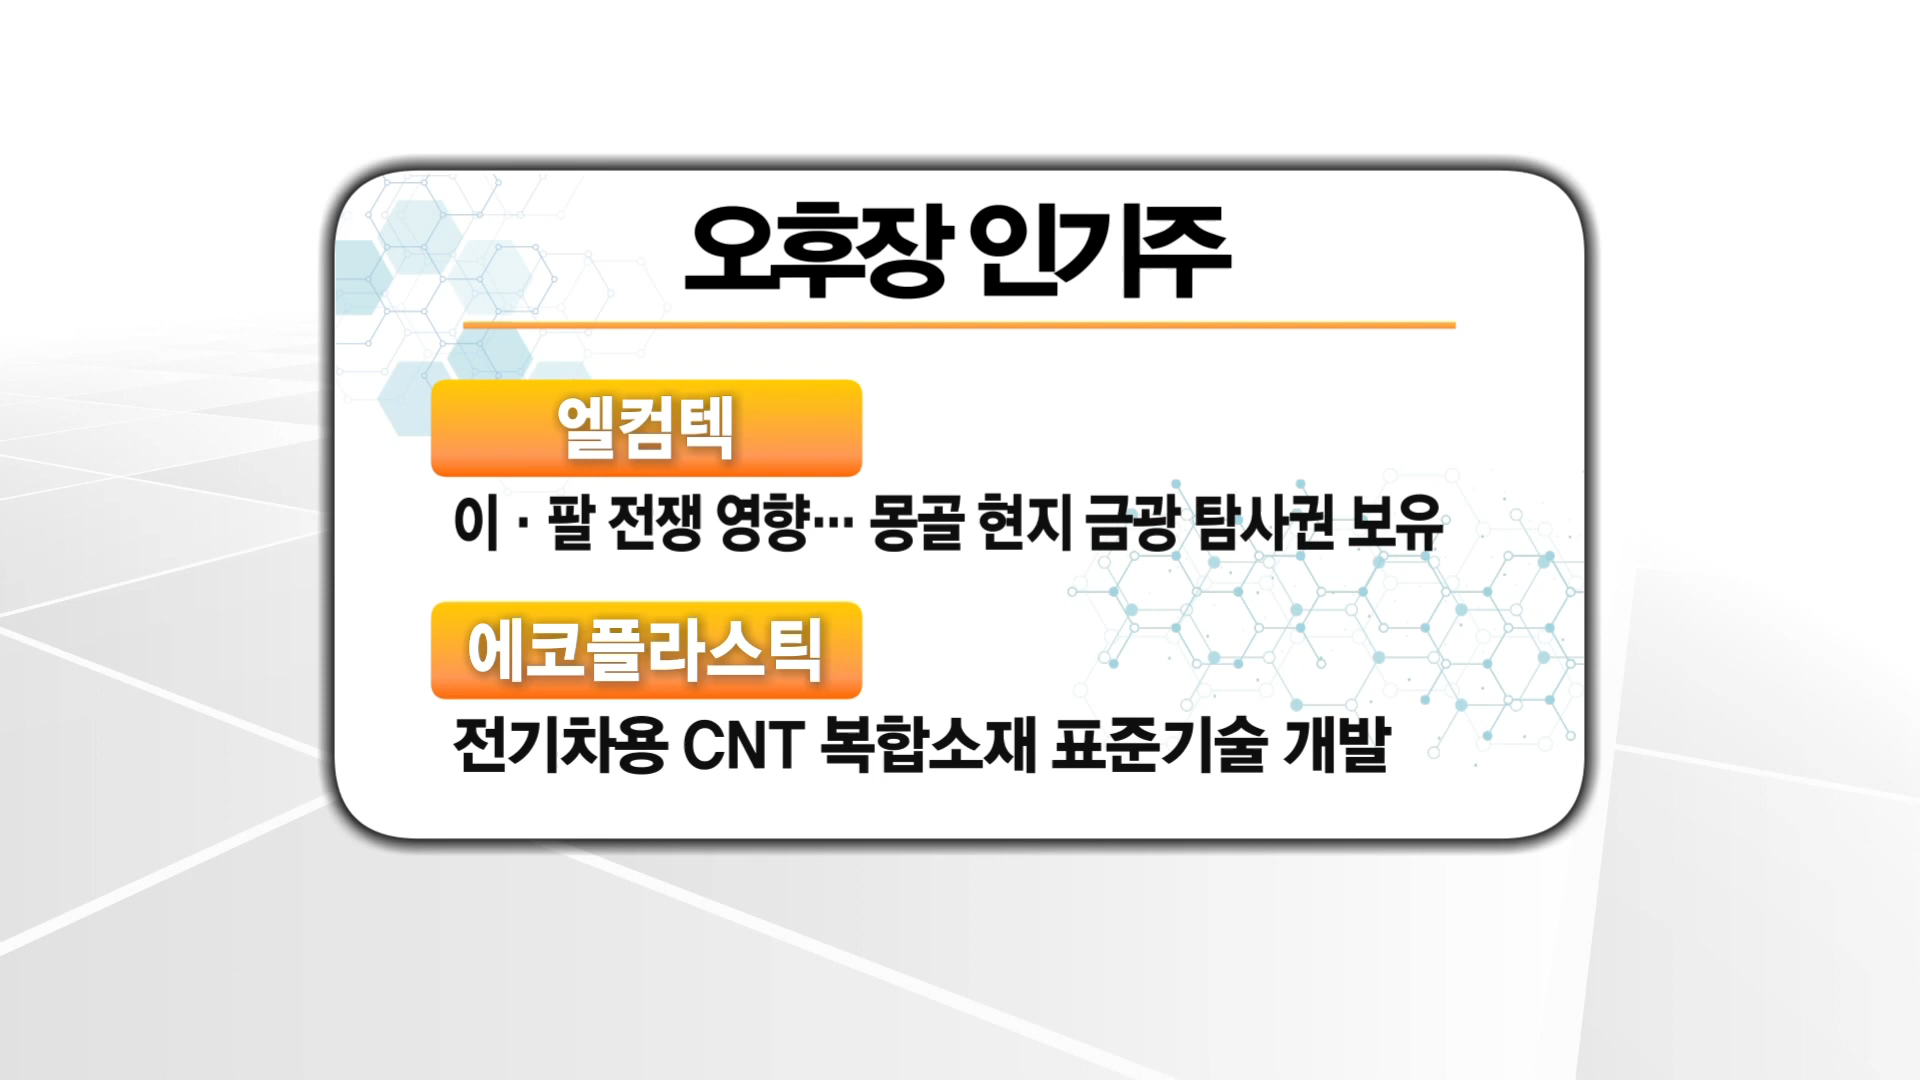 오후장 인기주
엘컴텍
이·팔 전쟁 영향… 몽골 현지 금광 탐사권 보유
에코플라스틱
전기차용 CNT 복합소재 표준기술 개발